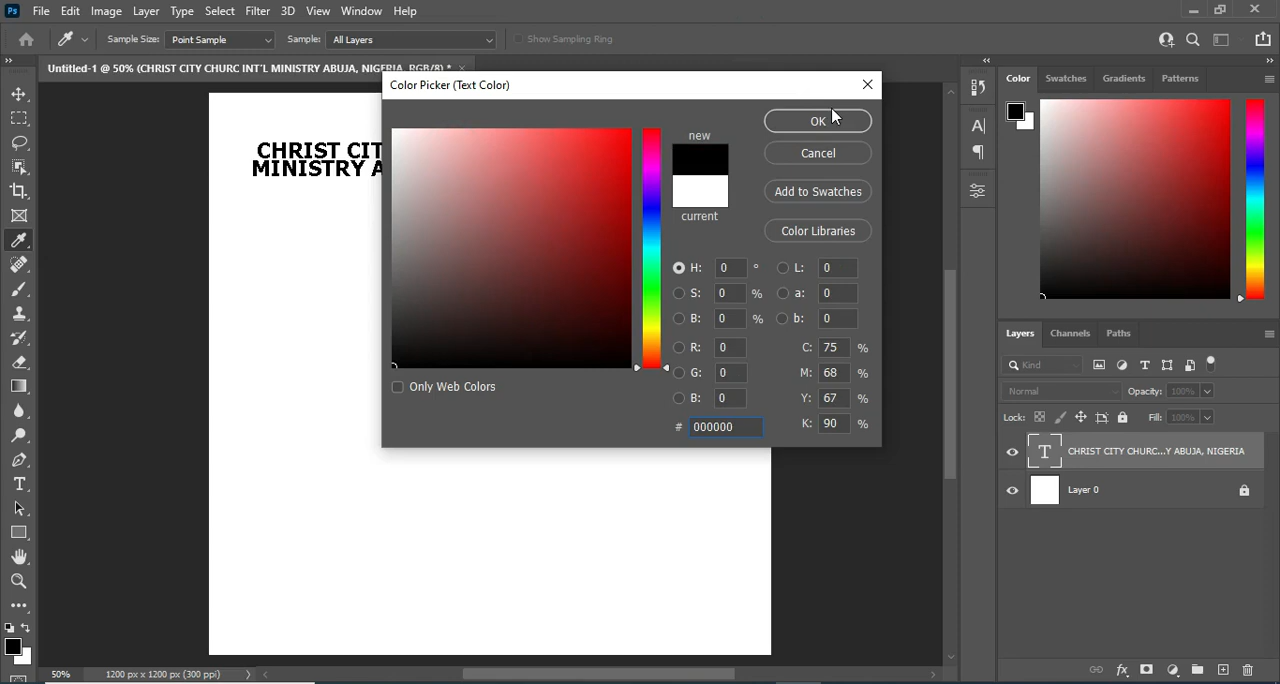 Ps File Edit Image Layer Type Select Filter 3D View Window Help
Sample Size: Point Sample Sample: All Layers Show Sampling Ring
Untitled-1 @ 50% (CHRIST CITY CHURC INT'L MINISTRY ABUJA, NIGERIA, RGB/8) *
CHRIST CIT
MINISTRY A
Color Picker (Text Color)
new
current
OK
Cancel
Add to Swatches
Color Libraries
H: 0 ° L: 0
S: 0 % a: 0
B: 0 % b: 0
R: 0 C: 75 %
G: 0 M: 68 %
B: 0 Y: 67 %
# 000000 K: 90 %
Only Web Colors
Color Swatches Gradients Patterns
Layers Channels Paths
Kind
Normal Opacity: 100%
Lock: Fill: 100%
T CHRIST CITY CHURC...Y ABUJA, NIGERIA
Layer 0
fx
50% 1200 px x 1200 px (300 ppi)